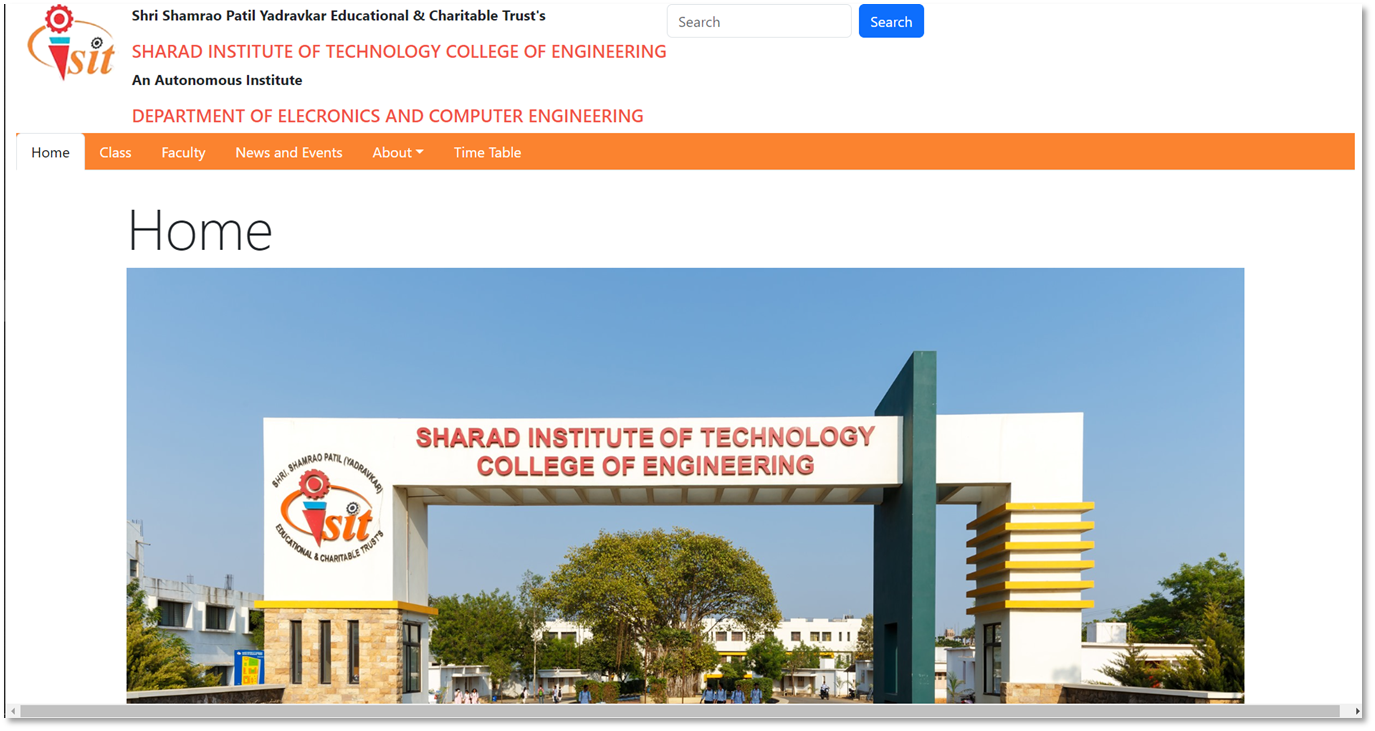 Shri Shamrao Patil Yadravkar Educational & Charitable Trust's
Search
Search
SHARAD INSTITUTE OF TECHNOLOGY COLLEGE OF ENGINEERING
An Autonomous Institute
DEPARTMENT OF ELECRONICS AND COMPUTER ENGINEERING
sit
Home Class Faculty News and Events About Time Table
Home
SHARAD INSTITUTE OF TECHNOLOGY
COLLEGE OF ENGINEERING
SHRI. SHAMRAO PATIL (YADRAVKAR)
sit
EDUCATIONAL & CHARITABLE TRUST'S